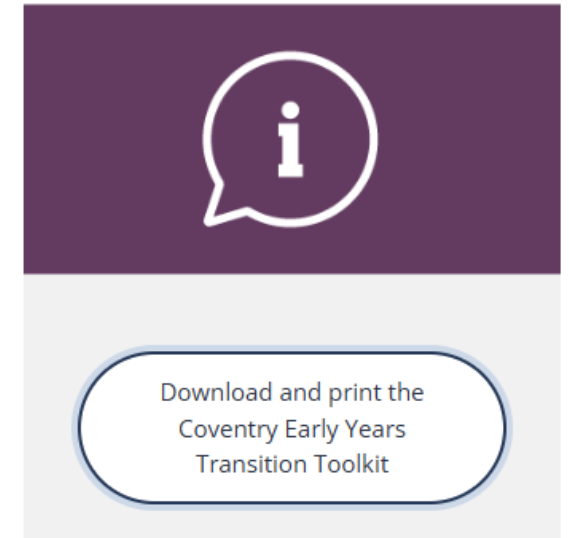 i
Download and print the
Coventry Early Years
Transition Toolkit